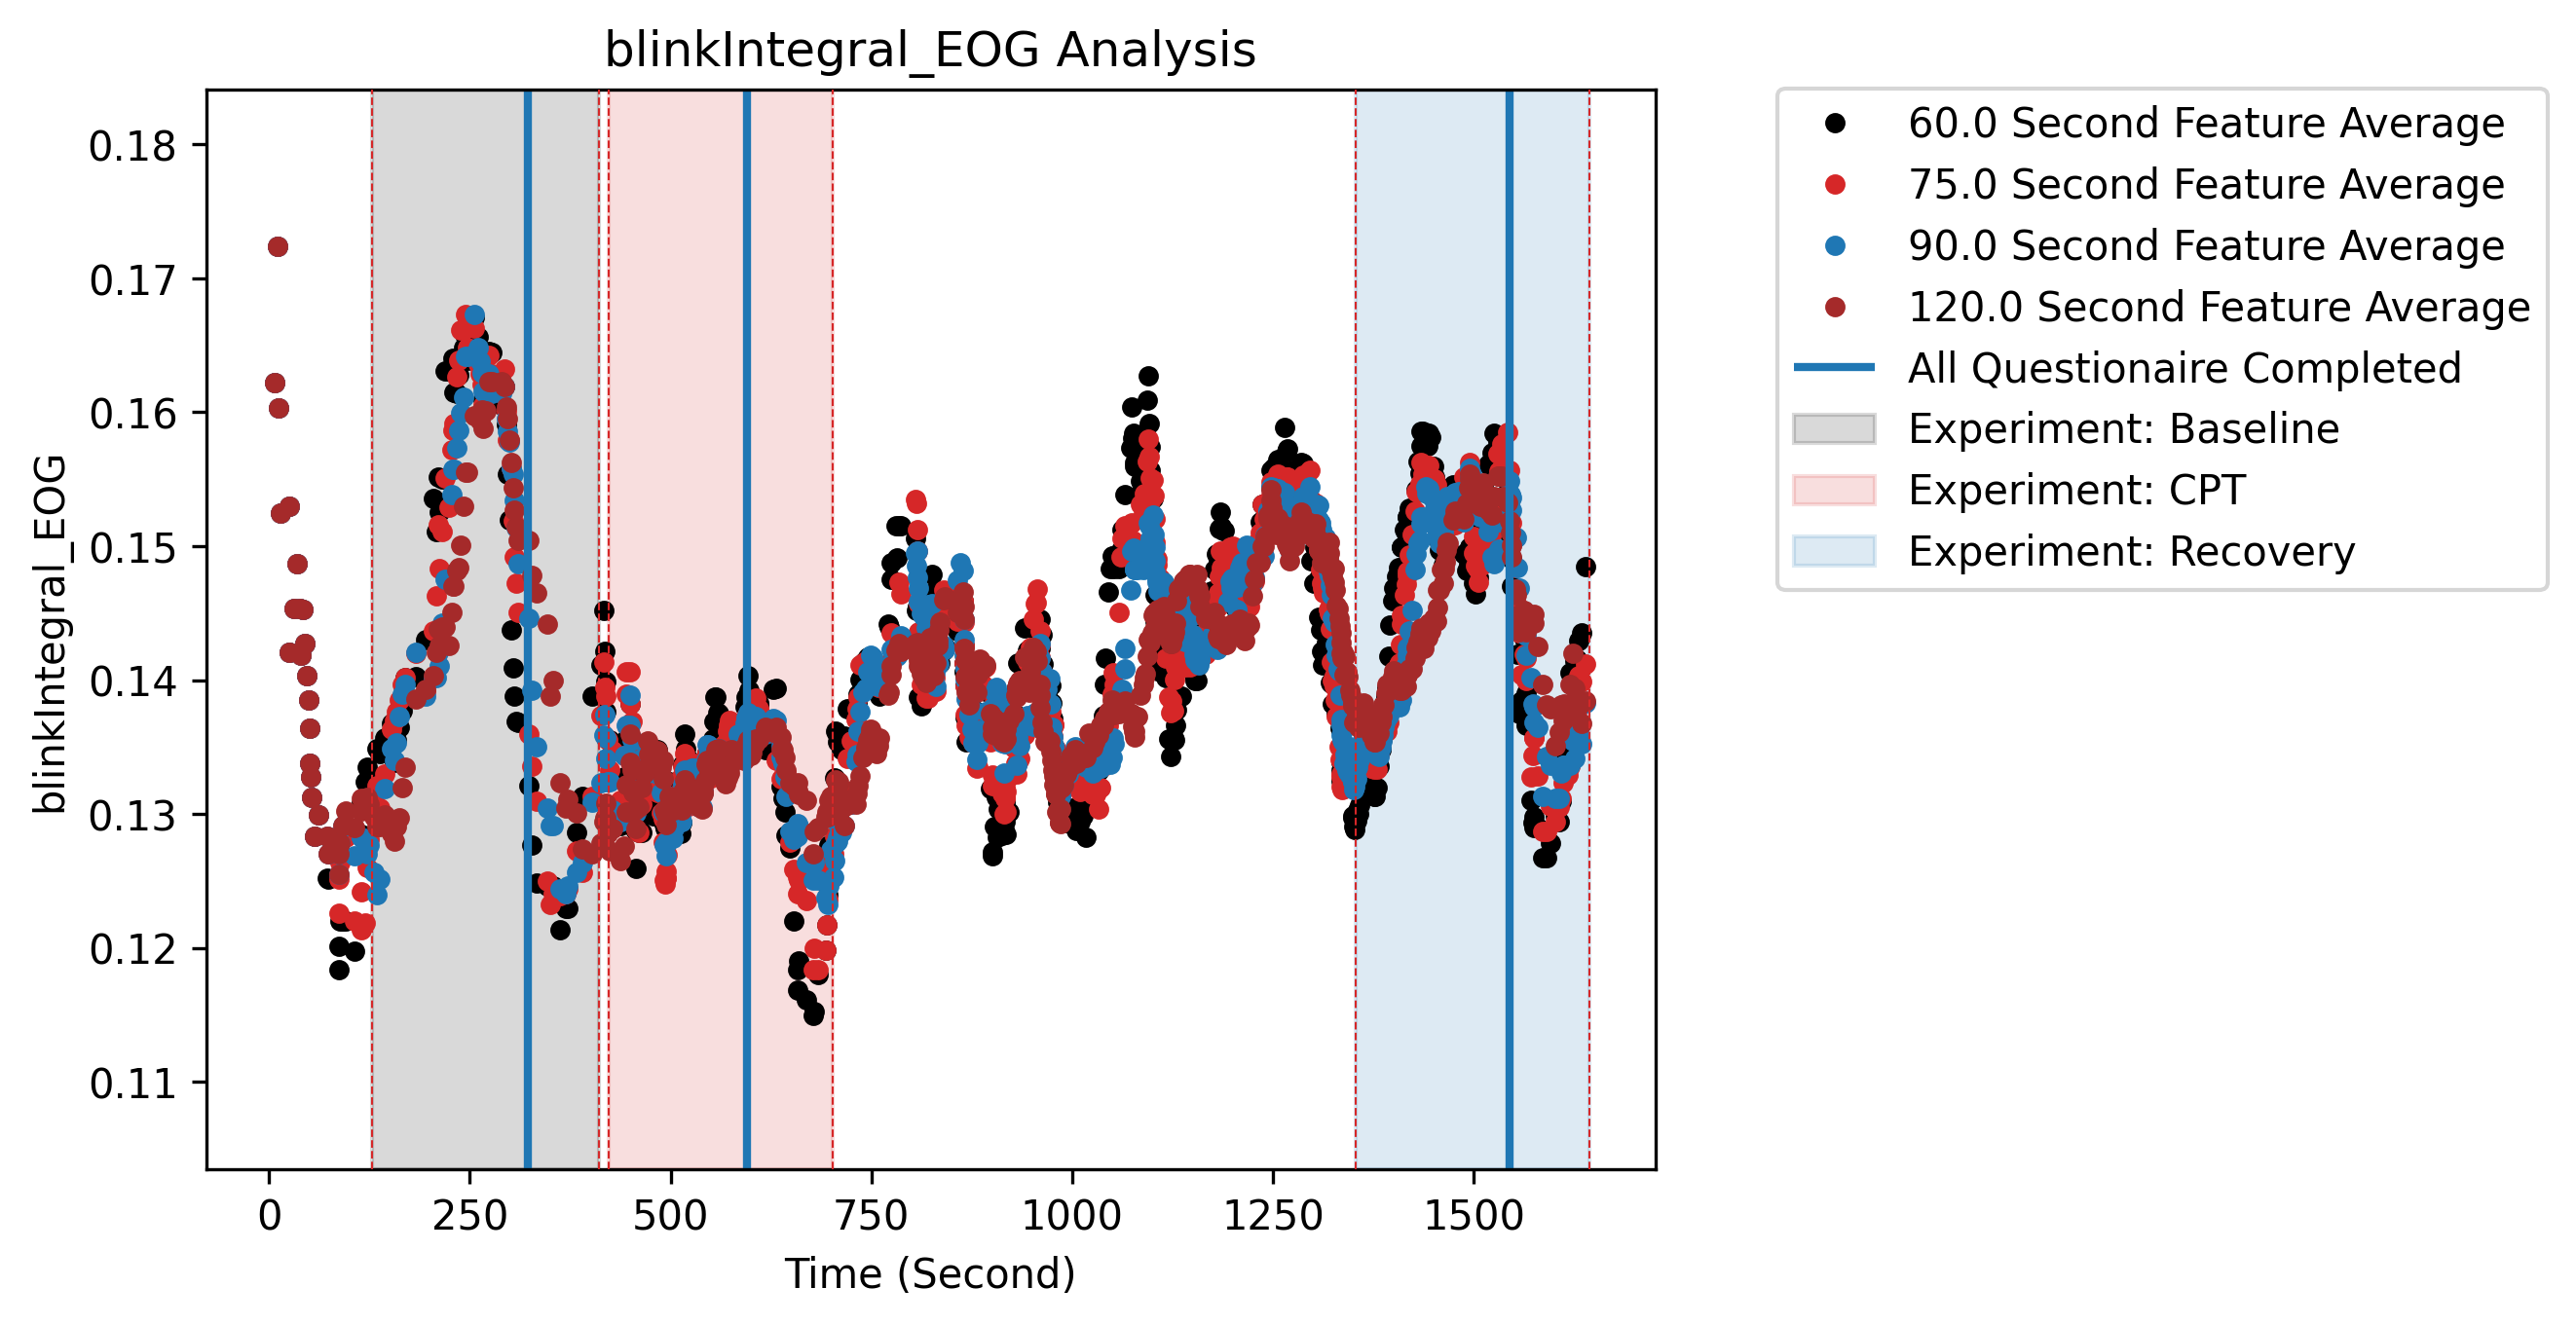 blinkIntegral_EOG Analysis
blinkIntegral_EOG
0.18
0.17
0.16
0.15
0.14
0.13
0.12
0.11
0
250
500
750
1000
1250
1500
Time (Second)
60.0 Second Feature Average
75.0 Second Feature Average
90.0 Second Feature Average
120.0 Second Feature Average
All Questionaire Completed
Experiment: Baseline
Experiment: CPT
Experiment: Recovery